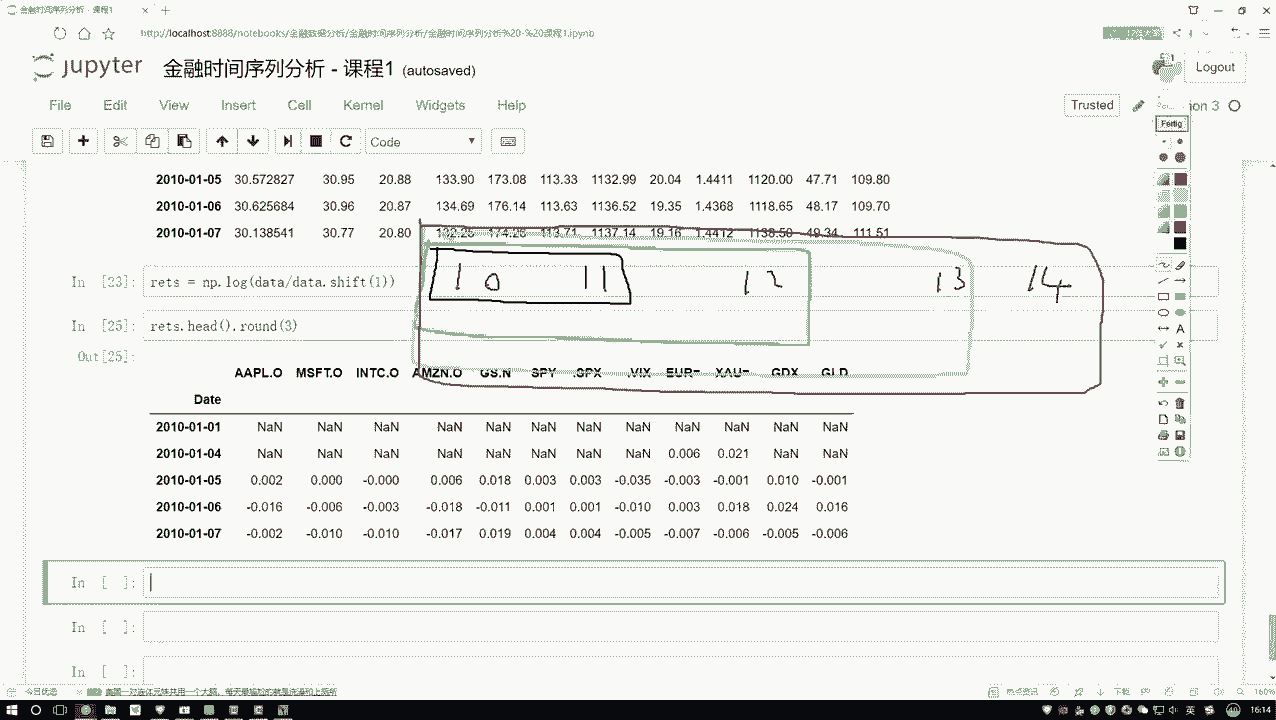 金融时间序列分析 - 课程1
http://localhost:8888/notebooks/金融数据分析/金融时间序列分析/金融时间序列分析%20-%20课程1.ipynb
jupyter 金融时间序列分析 - 课程1 (autosaved)
Logout
File Edit View Insert Cell Kernel Widgets Help
Trusted
on 3
Code
Fertig
2010-01-05 30.572827 30.95 20.88 133.90 173.08 113.33 1132.99 20.04 1.4411 1120.00 47.71 109.80
2010-01-06 30.625684 30.96 20.87 134.69 176.14 113.63 1136.52 19.35 1.4368 1118.65 48.17 109.70
2010-01-07 30.138541 30.77 20.80 132.25 174.26 113.71 1137.14 19.16 1.4412 1138.50 49.34 111.51
In [23]: rets = np.log(data/data.shift(1))
10 11 12 13 14
In [25]: rets.head().round(3)
Out[25]:
AAPL.O MSFT.O INTC.O AMZN.O GS.N SPY .SPX .VIX EUR= XAU= GDX GLD
Date
2010-01-01 NaN NaN NaN NaN NaN NaN NaN NaN NaN NaN NaN NaN
2010-01-04 NaN NaN NaN NaN NaN NaN NaN NaN 0.006 0.021 NaN NaN
2010-01-05 0.002 0.000 -0.000 0.006 0.018 0.003 0.003 -0.035 -0.003 -0.001 0.010 -0.001
2010-01-06 -0.016 -0.006 -0.003 -0.018 -0.011 0.001 0.001 -0.010 0.003 0.018 0.024 0.016
2010-01-07 -0.002 -0.010 -0.010 -0.017 0.019 0.004 0.004 -0.005 -0.007 -0.006 -0.005 -0.006
In [ ]:
In [ ]:
In [ ]:
今日优选
热点资讯
下载
160%
英
16:14